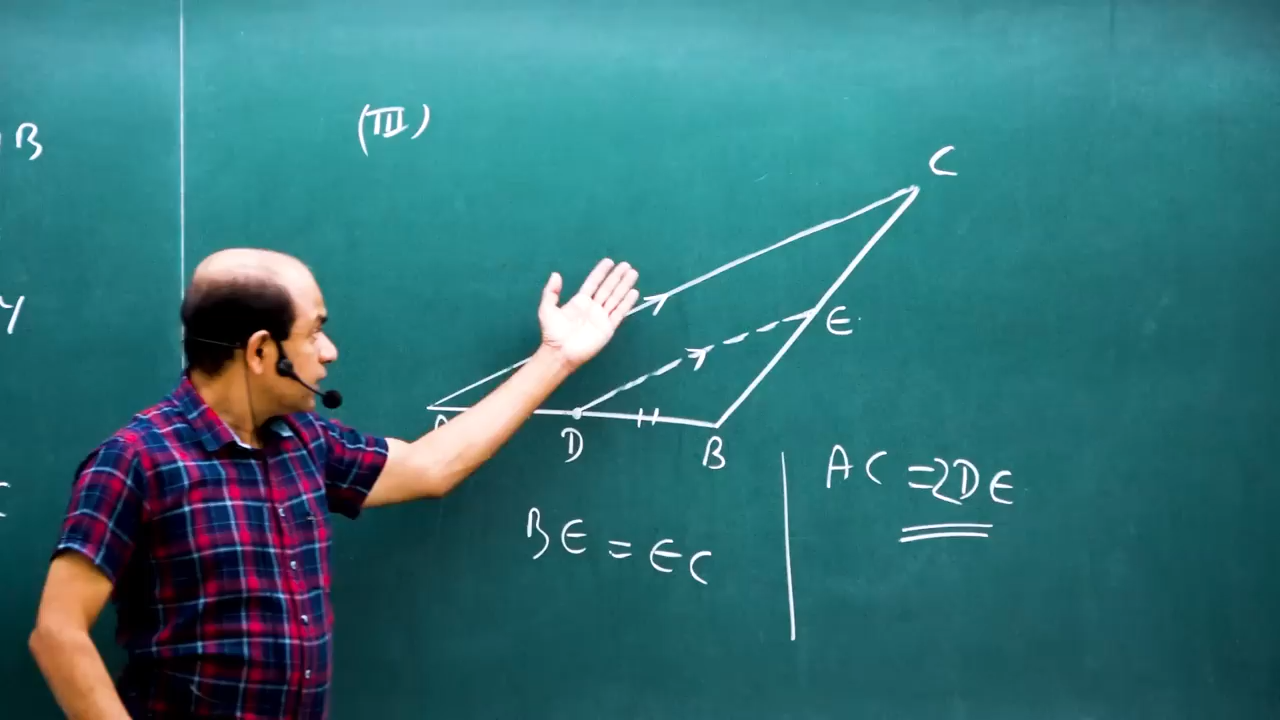 B
(III)
C
Y
E
D
B
AC = 2DE
BE = EC